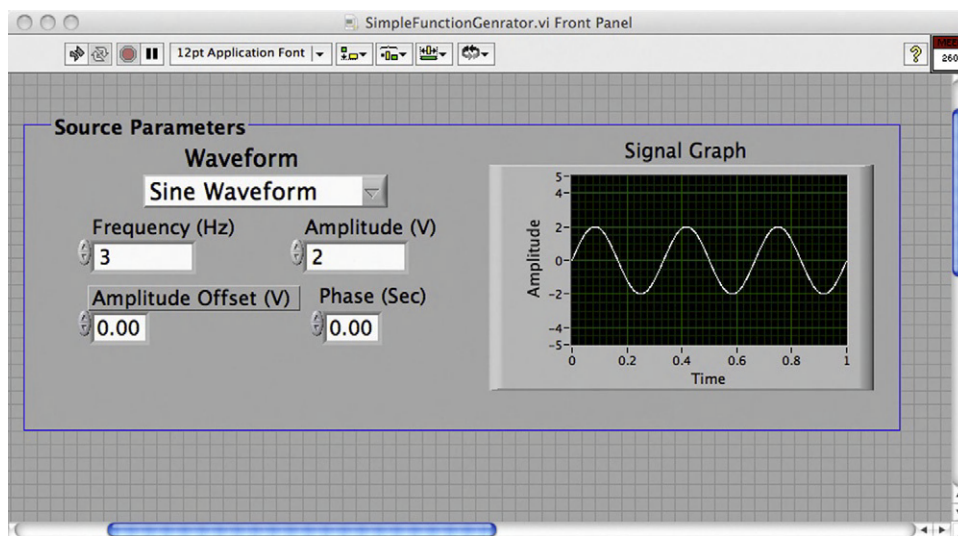 SimpleFunctionGenrator.vi Front Panel
12pt Application Font
?
260
Source Parameters
Waveform
Sine Waveform
Frequency (Hz)
Amplitude (V)
3
2
Amplitude Offset (V)
Phase (Sec)
0.00
0.00
Signal Graph
Amplitude
5
4
2
0
-2
-4
-5
0 0.2 0.4 0.6 0.8 1
Time